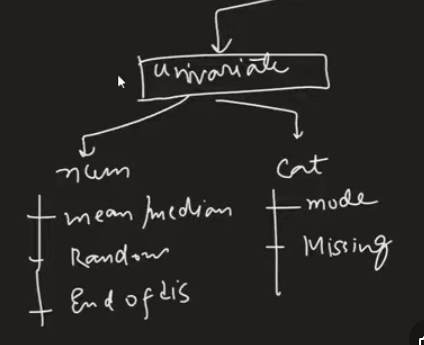 univariate
num
mean/median
Random
End of dis
Cat
mode
Missing